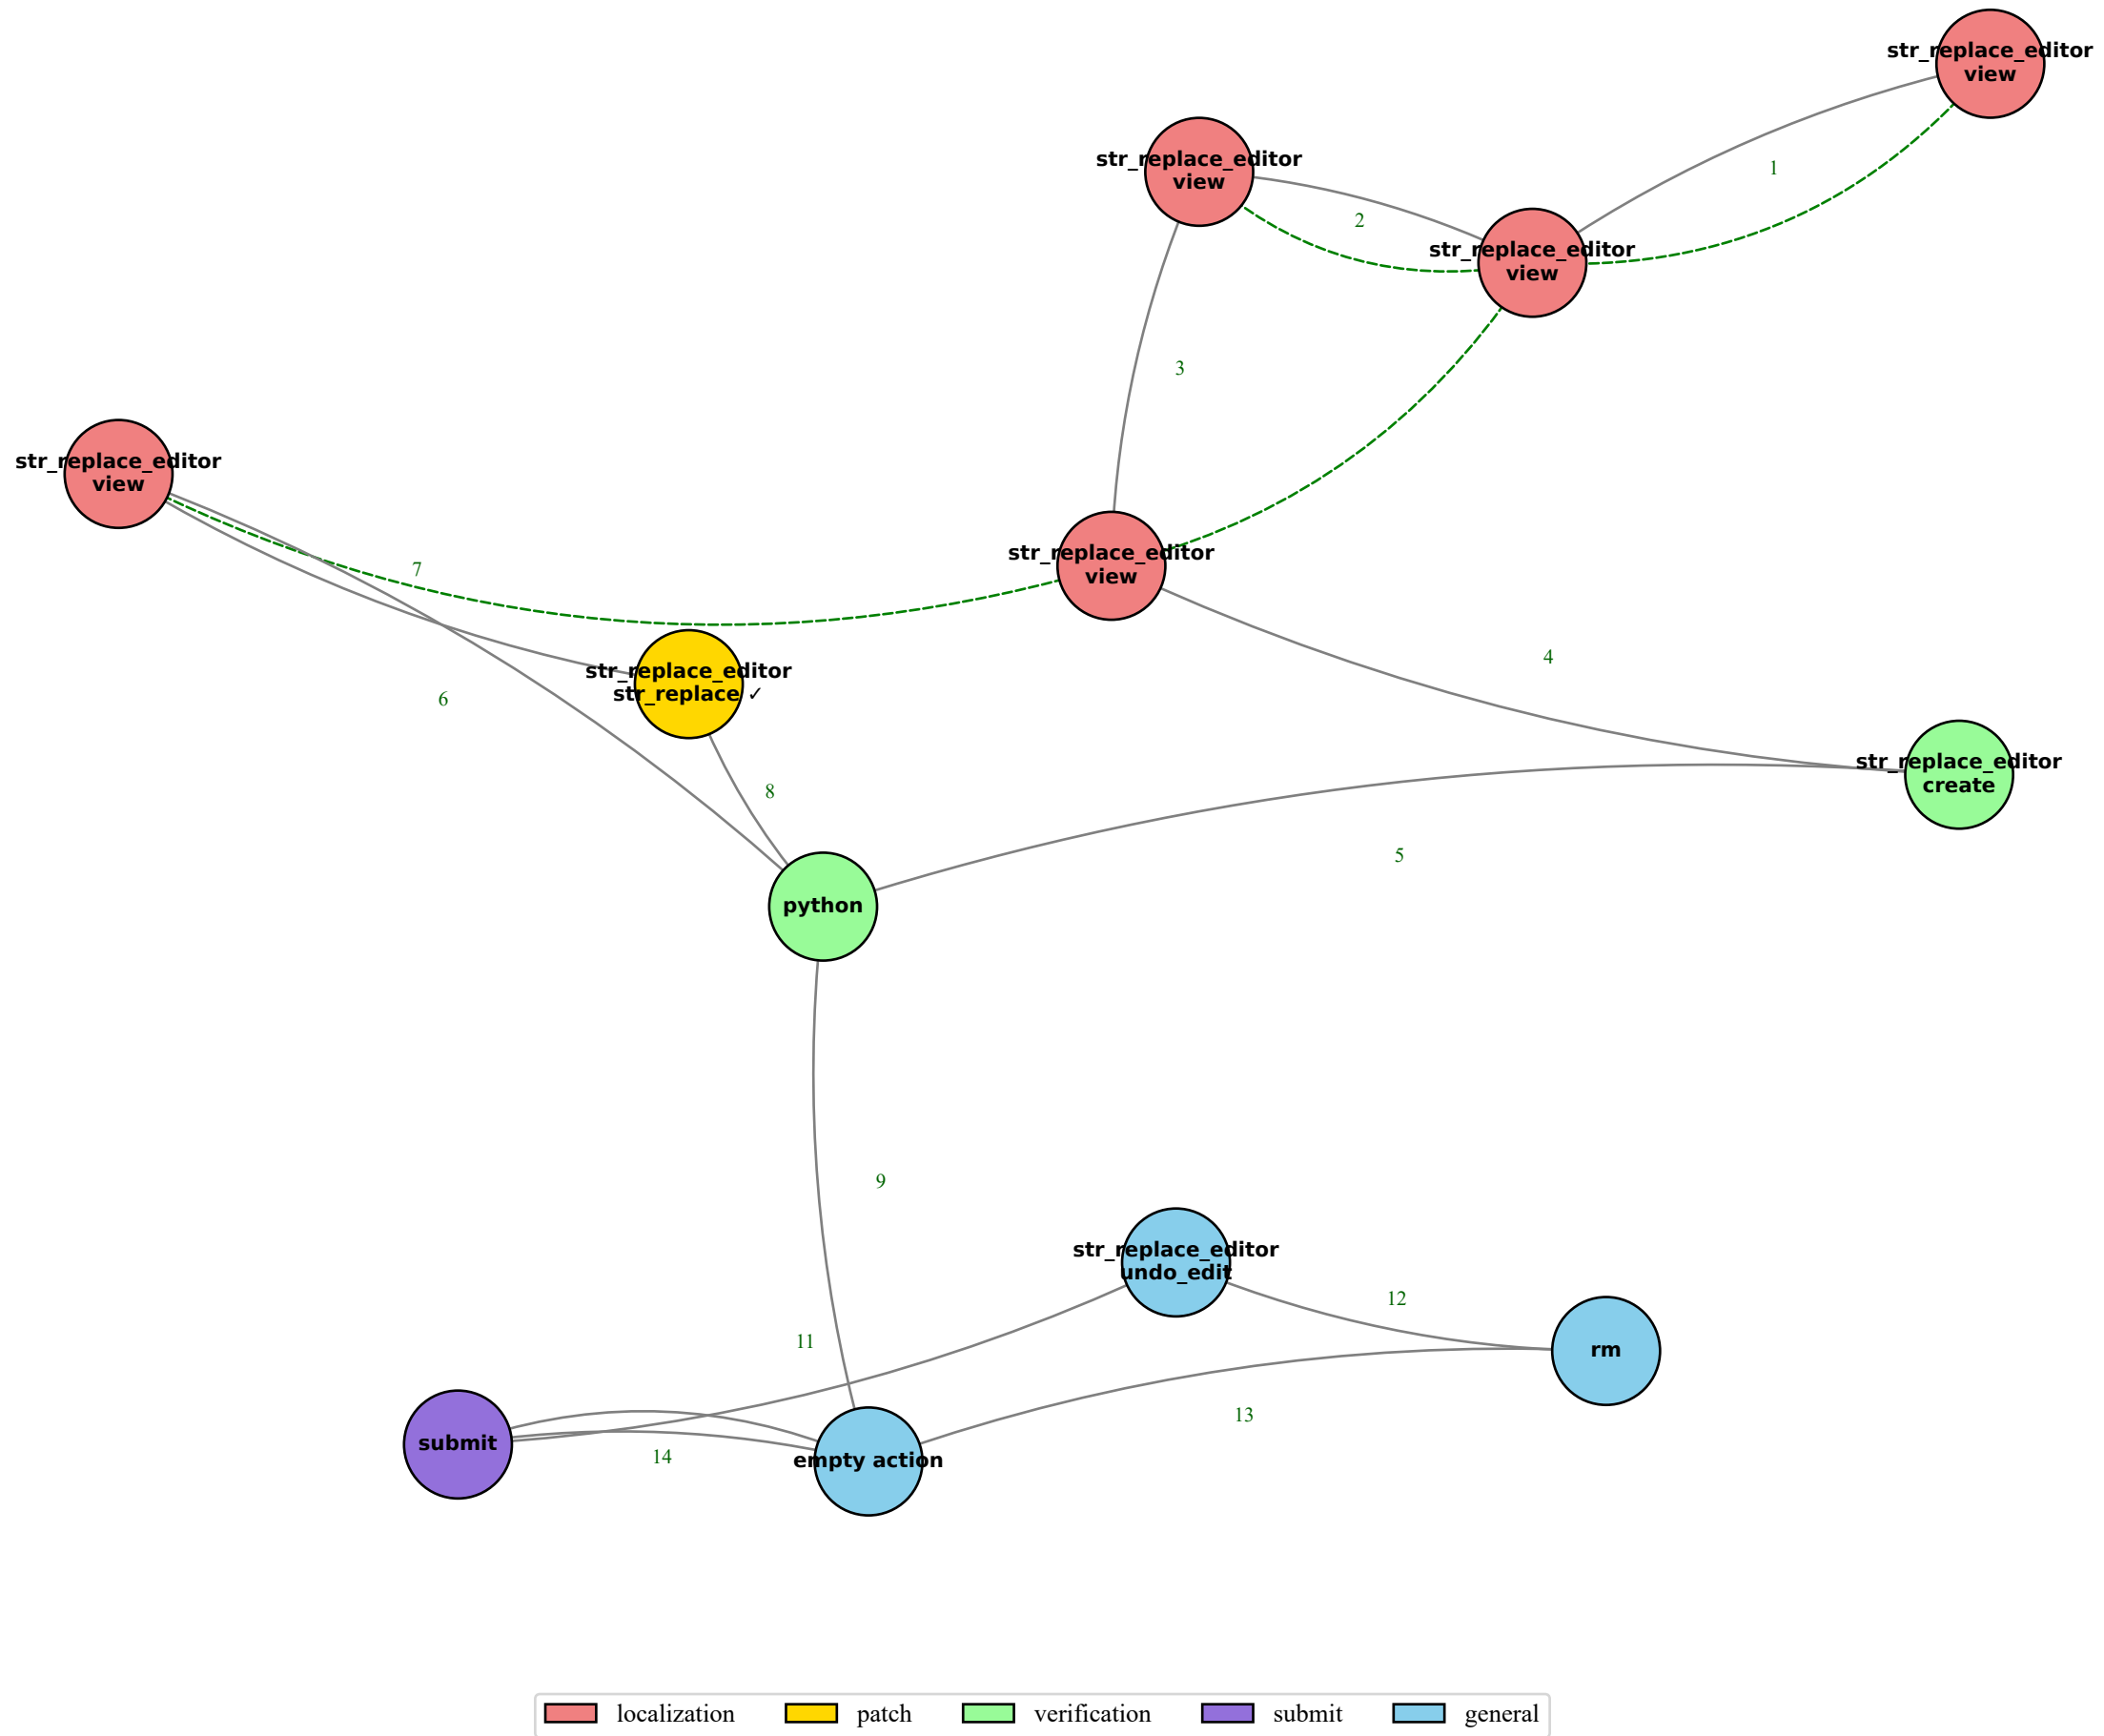 str_replace_editor
view
str_replace_editor
view
1
2
str_replace_editor
view
3
str_replace_editor
view
str_replace_editor
view
7
4
str_replace_editor
str_replace ✓
6
str_replace_editor
create
8
5
python
9
str_replace_editor
undo_edit
12
11
rm
13
submit
14
empty action
localization
patch
verification
submit
general